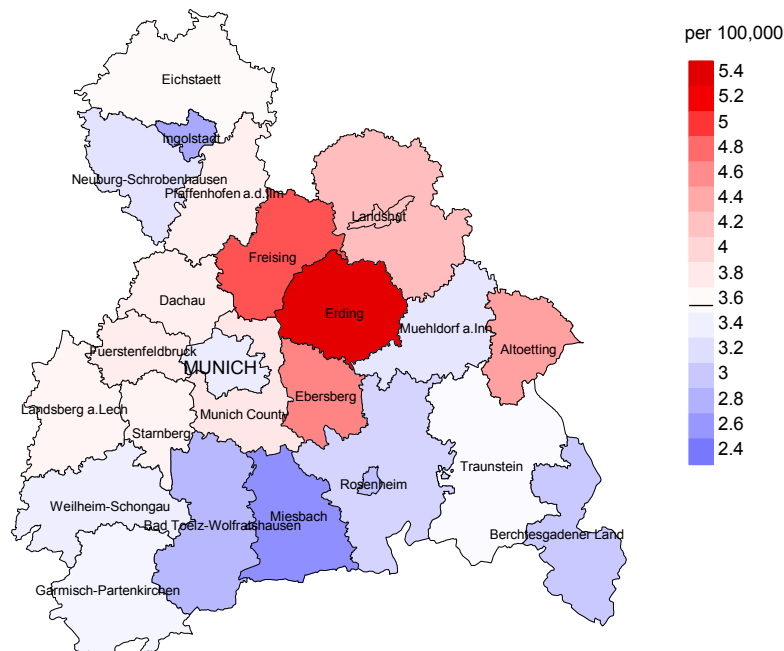 per 100,000
5.4
5.2
5
4.8
4.6
4.4
4.2
4
3.8
3.6
3.4
3.2
3
2.8
2.6
2.4
Eichstaett
Ingolstadt
Neuburg-Schrobenhausen
Pfaffenhofen a.d.Ilm
Landshut
Freising
Dachau
Erding
Muehldorf a.Inn
Altoetting
Fuerstenfeldbruck
MUNICH
Ebersberg
Landsberg a.Lech
Munich County
Starnberg
Traunstein
Rosenheim
Weilheim-Schongau
Miesbach
Bad Toelz-Wolfratshausen
Berchtesgadener Land
Garmisch-Partenkirchen